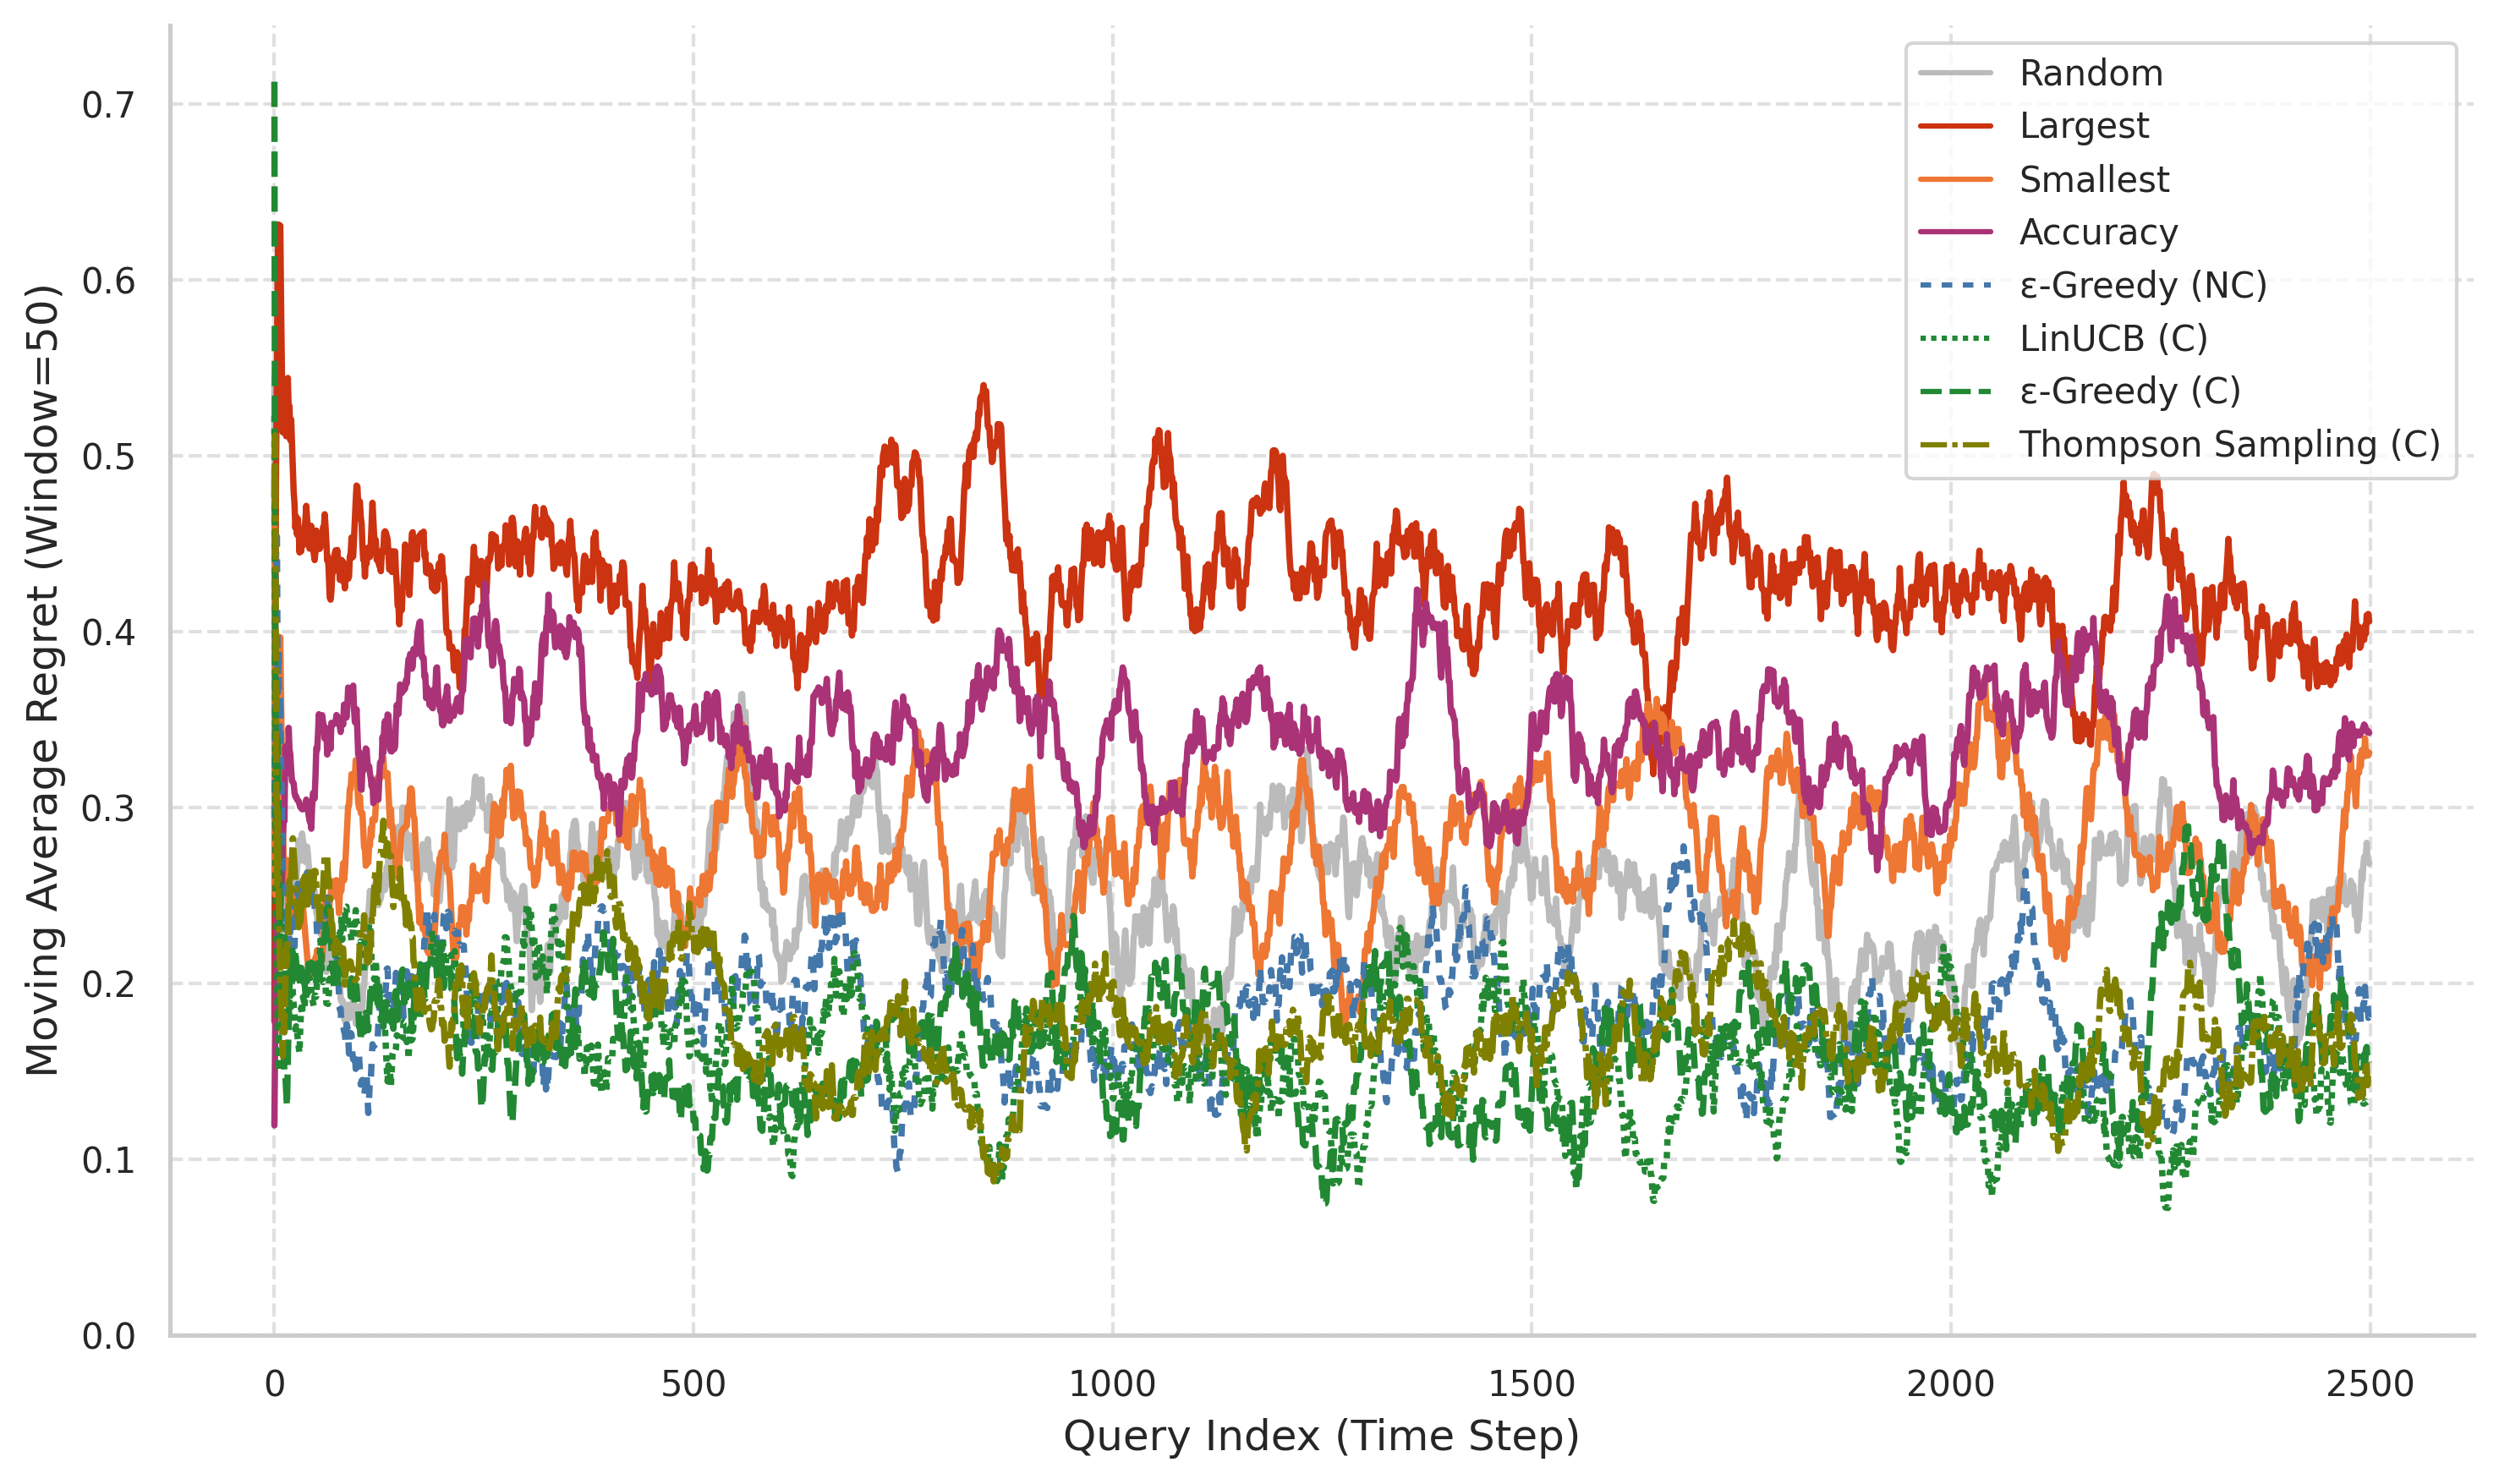 Moving Average Regret (Window=50)
0.7
0.6
0.5
0.4
0.3
0.2
0.1
0.0
Random
Largest
Smallest
Accuracy
ε-Greedy (NC)
LinUCB (C)
ε-Greedy (C)
Thompson Sampling (C)
0 500 1000 1500 2000 2500
Query Index (Time Step)